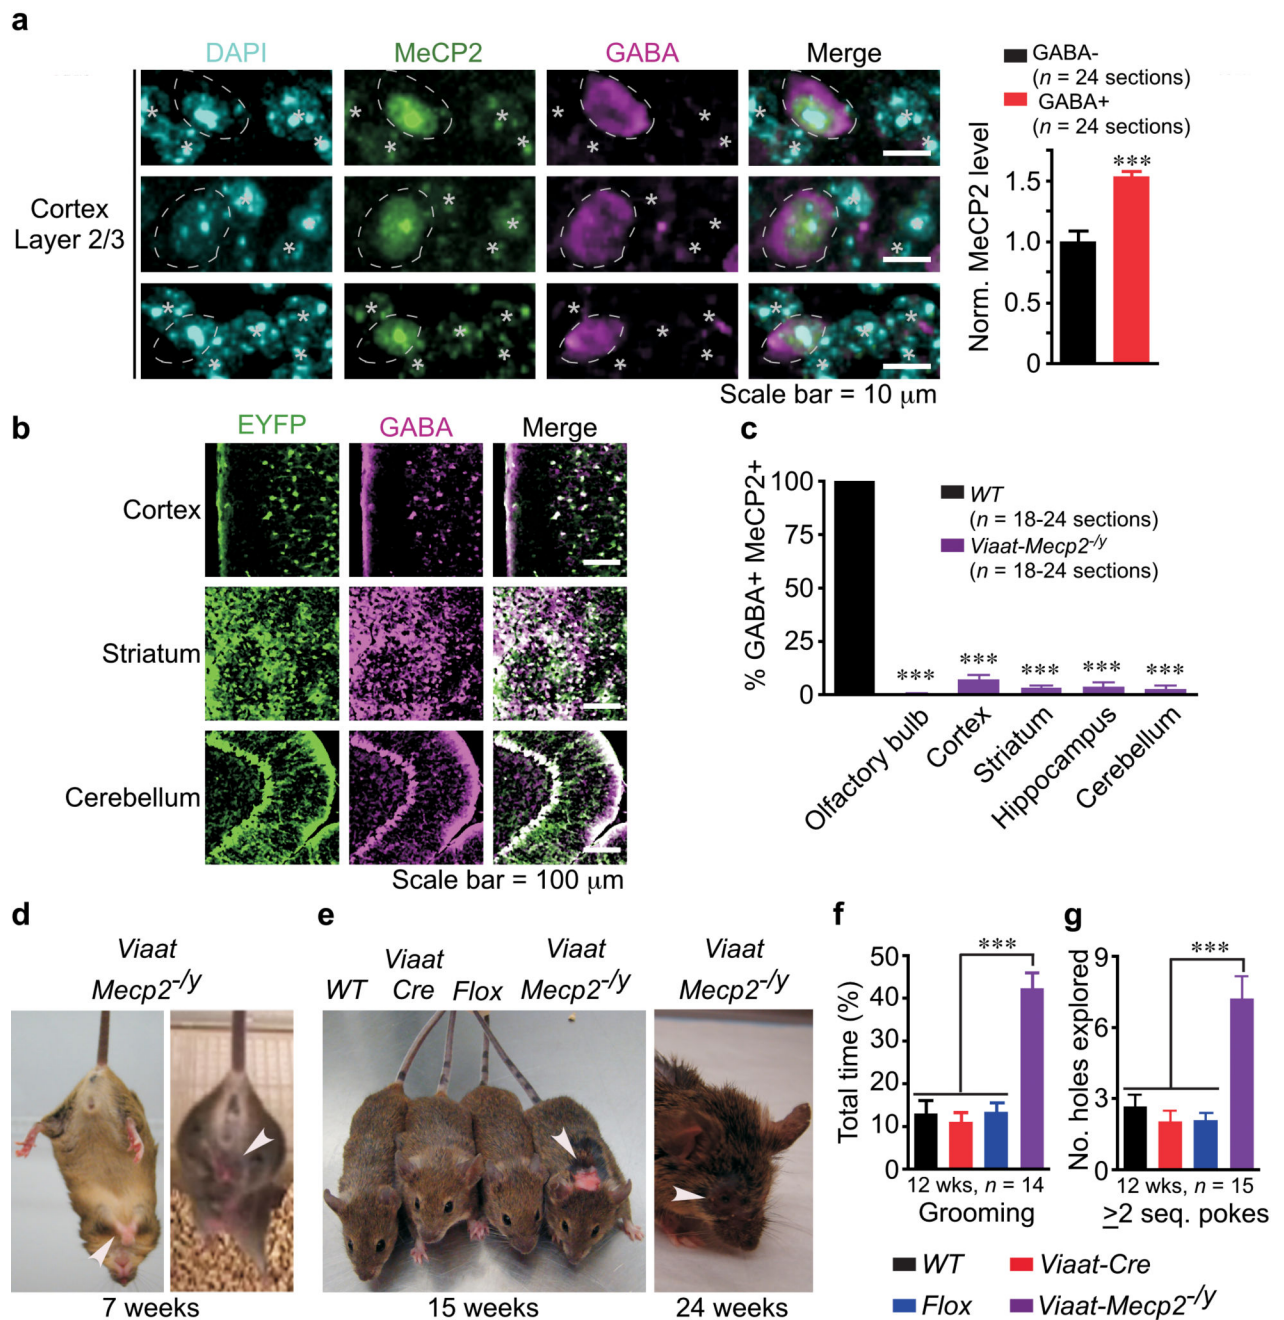 a
DAPI
MeCP2
GABA
Merge
Cortex
Layer 2/3
Scale bar = 10 μm
GABA-
(n = 24 sections)
GABA+
(n = 24 sections)
Norm. MeCP2 level
1.5
1.0
0.5
0
***
b
EYFP
GABA
Merge
Cortex
Striatum
Cerebellum
Scale bar = 100 μm
c
% GABA+ MeCP2+
100
75
50
25
0
WT
(n = 18-24 sections)
Viaat-Mecp2-/y
(n = 18-24 sections)
***
***
***
***
***
Olfactory bulb
Cortex
Striatum
Hippocampus
Cerebellum
d
Viaat
Mecp2-/y
7 weeks
e
WT
Viaat
Cre
Flox
Viaat
Mecp2-/y
15 weeks
Viaat
Mecp2-/y
24 weeks
f
Total time (%)
50
40
30
20
10
0
***
12 wks, n = 14
Grooming
g
No. holes explored
9
6
3
0
***
12 wks, n = 15
≥2 seq. pokes
WT
Viaat-Cre
Flox
Viaat-Mecp2-/y